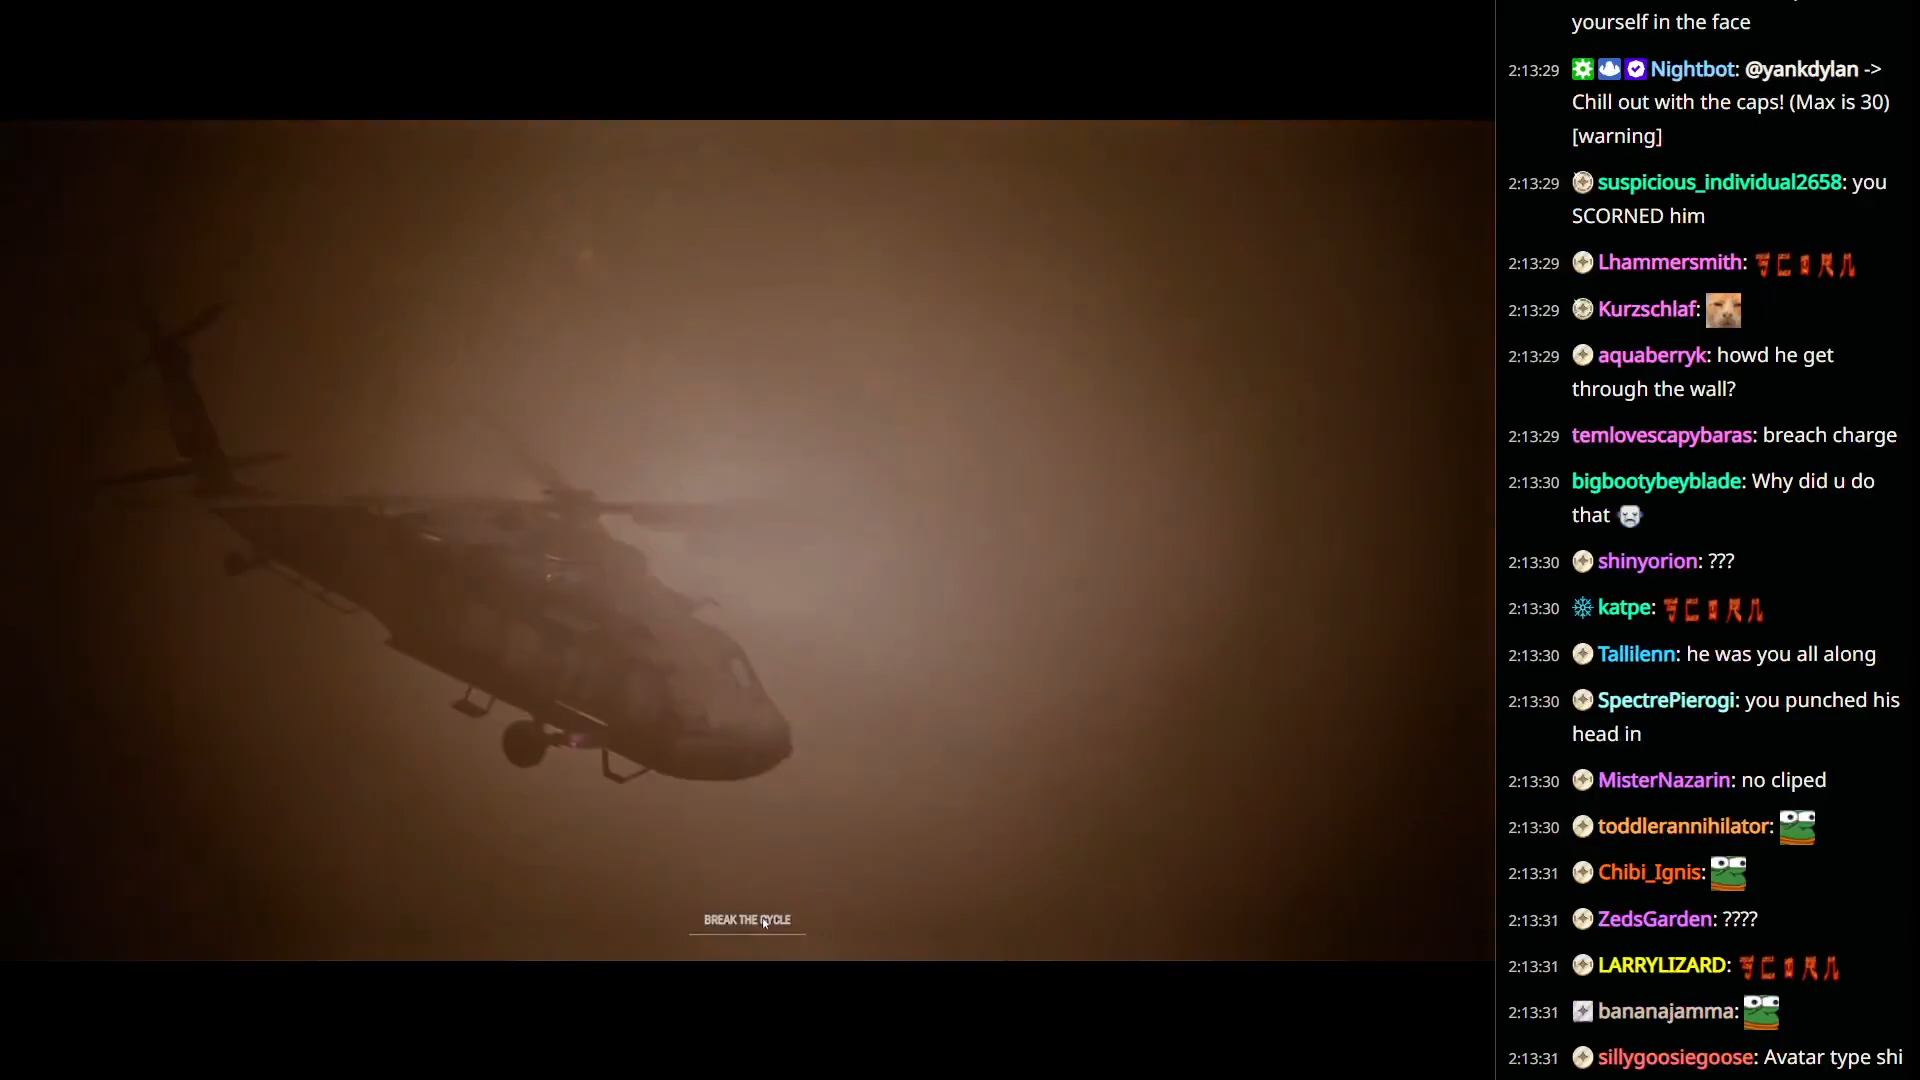 yourself in the face
2:13:29 Nightbot: @yankdylan ->
Chill out with the caps! (Max is 30)
[warning]
2:13:29 suspicious_individual2658: you
SCORNED him
2:13:29 Lhammersmith:
2:13:29 Kurzschlaf:
2:13:29 aquaberryk: howd he get
through the wall?
2:13:29 temlovescapybaras: breach charge
2:13:30 bigbootybeyblade: Why did u do
that
2:13:30 shinyorion: ???
2:13:30 katpe:
2:13:30 Tallilenn: he was you all along
2:13:30 SpectrePierogi: you punched his
head in
2:13:30 MisterNazarin: no cliped
2:13:30 toddlerannihilator:
2:13:31 Chibi_Ignis:
2:13:31 ZedsGarden: ????
2:13:31 LARRYLIZARD:
2:13:31 bananajamma:
2:13:31 sillygoosiegoose: Avatar type shi
BREAK THE CYCLE